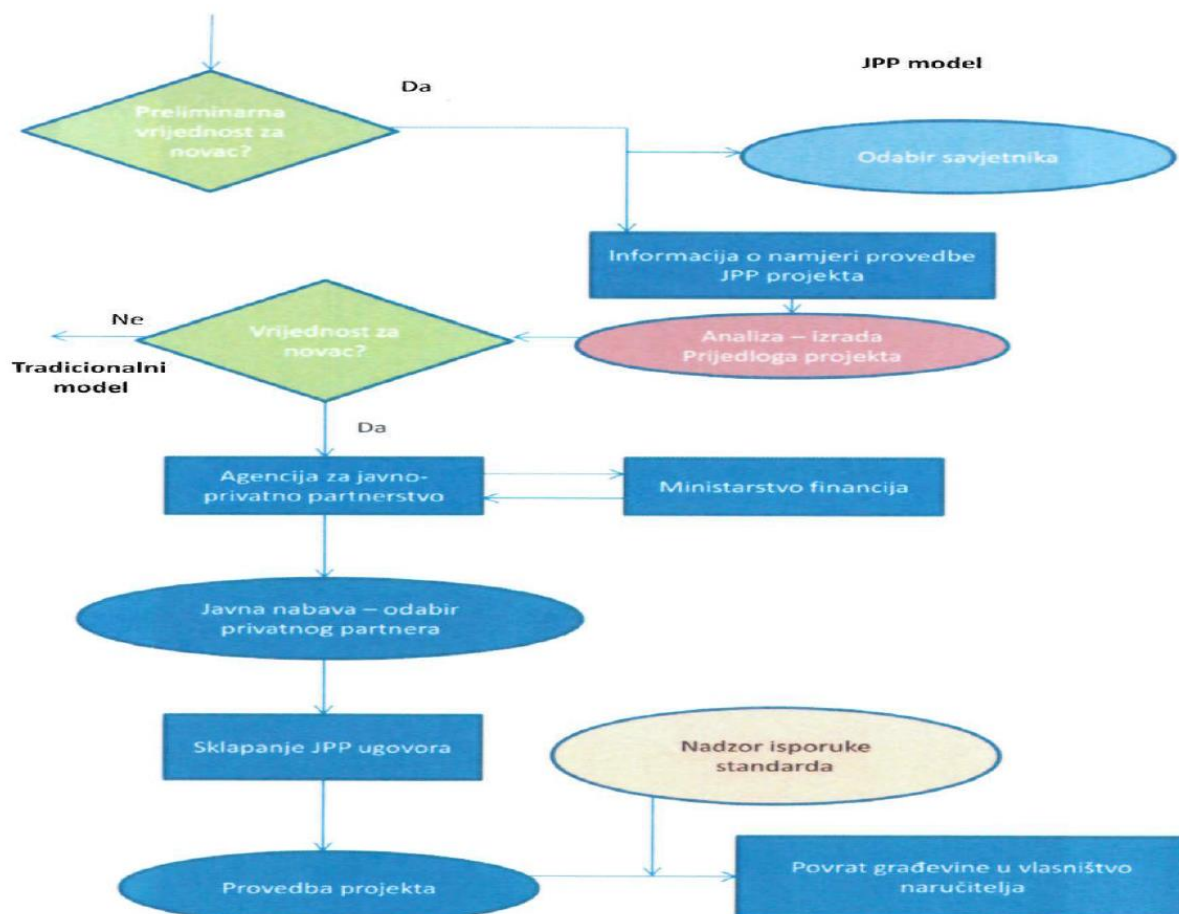 Da
JPP model
Preliminarna
vrijednost za
novac?
Odabir savjetnika
Informacija o namjeri provedbe
JPP projekta
Ne
Tradicionalni
model
Vrijednost za
novac?
Analiza – izrada
Prijedloga projekta
Da
Agencija za javno-
privatno partnerstvo
Ministarstvo financija
Javna nabava – odabir
privatnog partnera
Sklapanje JPP ugovora
Nadzor isporuke
standarda
Provedba projekta
Povrat građevine u vlasništvo
naručitelja